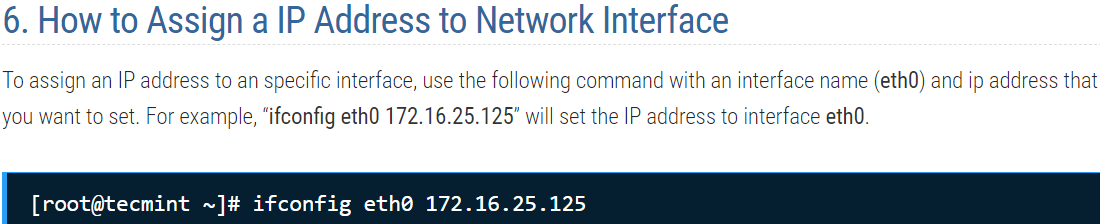 6. How to Assign a IP Address to Network Interface
To assign an IP address to an specific interface, use the following command with an interface name (eth0) and ip address that
you want to set. For example, “ifconfig eth0 172.16.25.125” will set the IP address to interface eth0.
[root@tecmint ~]# ifconfig eth0 172.16.25.125